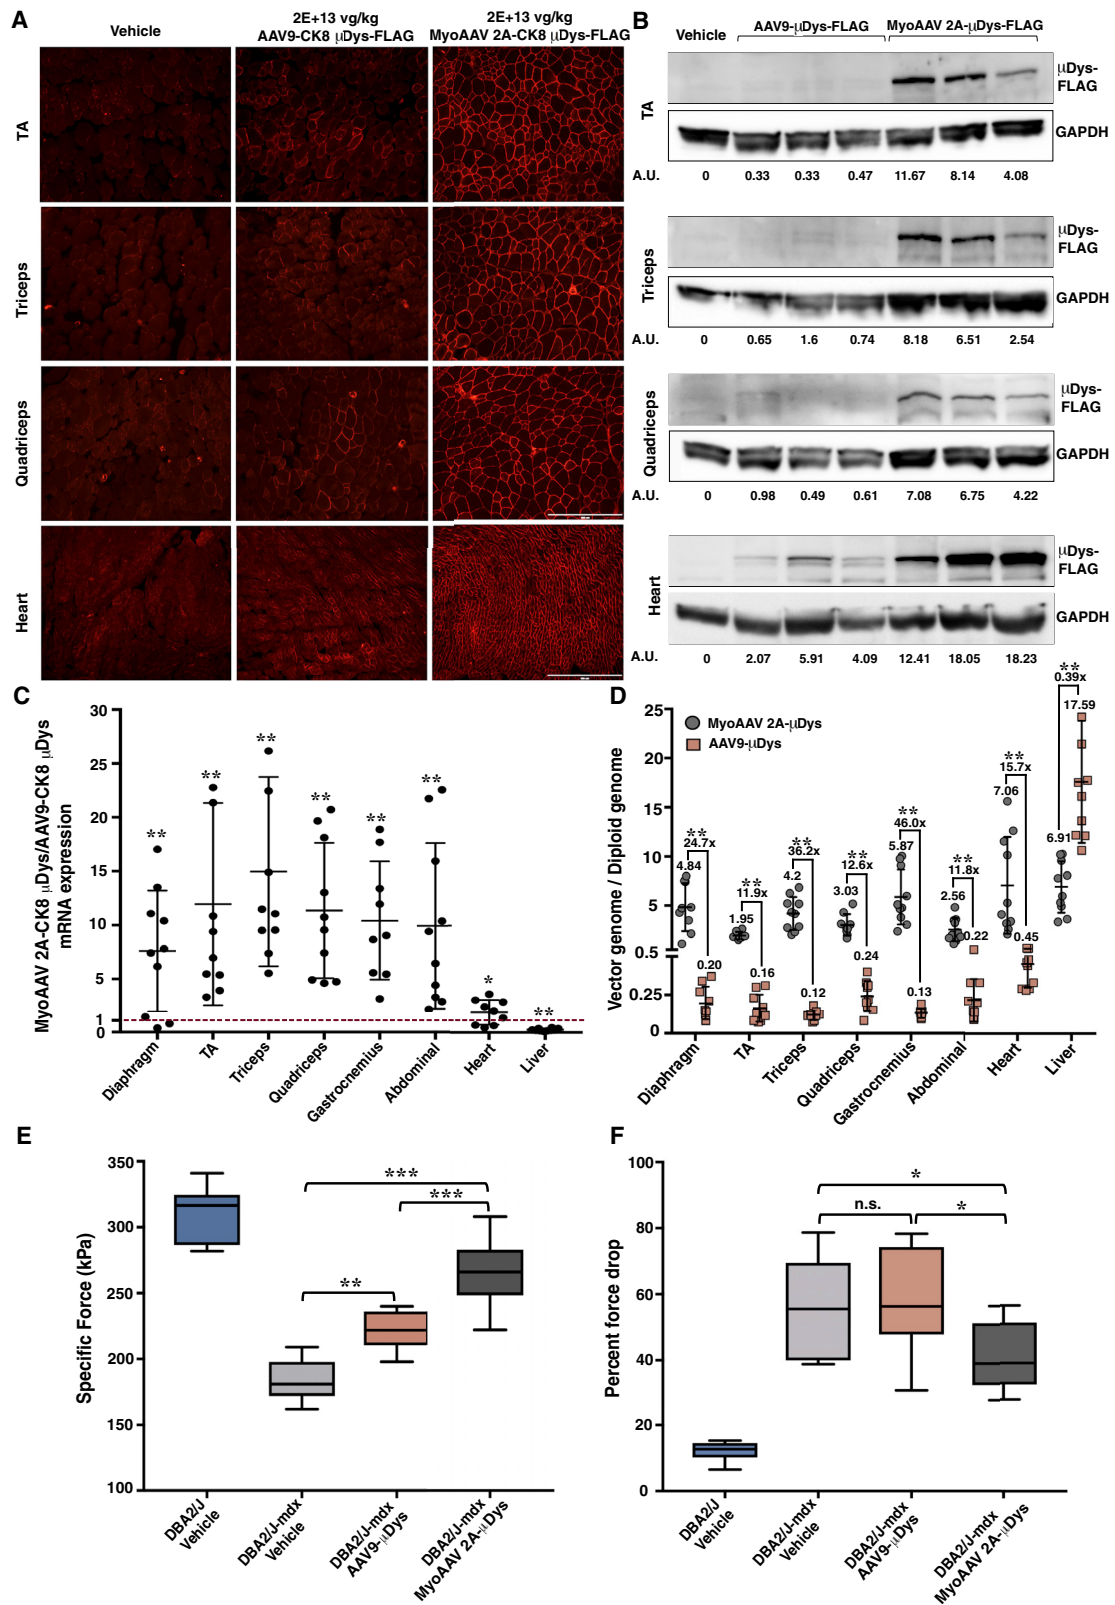 A
Vehicle
2E+13 vg/kg
AAV9-CK8 μDys-FLAG
2E+13 vg/kg
MyoAAV 2A-CK8 μDys-FLAG
TA
Triceps
Quadriceps
Heart
B
Vehicle
AAV9-μDys-FLAG
MyoAAV 2A-μDys-FLAG
TA
μDys-
FLAG
GAPDH
A.U. 0 0.33 0.33 0.47 11.67 8.14 4.08
Triceps
μDys-
FLAG
GAPDH
A.U. 0 0.65 1.6 0.74 8.18 6.51 2.54
Quadriceps
μDys-
FLAG
GAPDH
A.U. 0 0.98 0.49 0.61 7.08 6.75 4.22
Heart
μDys-
FLAG
GAPDH
A.U. 0 2.07 5.91 4.09 12.41 18.05 18.23
C
MyoAAV 2A-CK8 μDys/AAV9-CK8 μDys
mRNA expression
30
25
20
15
10
5
1
0
** ** ** ** ** ** * **
Diaphragm
TA
Triceps
Quadriceps
Gastrocnemius
Abdominal
Heart
Liver
D
Vector genome / Diploid genome
25
20
15
10
5
0.5
0.25
0
MyoAAV 2A-μDys
AAV9-μDys
**
24.7x
4.84
0.20
**
11.9x
1.95
0.16
**
36.2x
4.2
0.12
**
12.6x
3.03
0.24
**
46.0x
5.87
0.13
**
11.8x
2.56
0.22
**
15.7x
7.06
0.45
**
0.39x
6.91
17.59
Diaphragm
TA
Triceps
Quadriceps
Gastrocnemius
Abdominal
Heart
Liver
E
Specific Force (kPa)
350
300
250
200
150
100
***
***
**
DBA2/J
Vehicle
DBA2/J-mdx
Vehicle
DBA2/J-mdx
AAV9-μDys
DBA2/J-mdx
MyoAAV 2A-μDys
F
Percent force drop
100
80
60
40
20
0
*
n.s.
*
DBA2/J
Vehicle
DBA2/J-mdx
Vehicle
DBA2/J-mdx
AAV9-μDys
DBA2/J-mdx
MyoAAV 2A-μDys